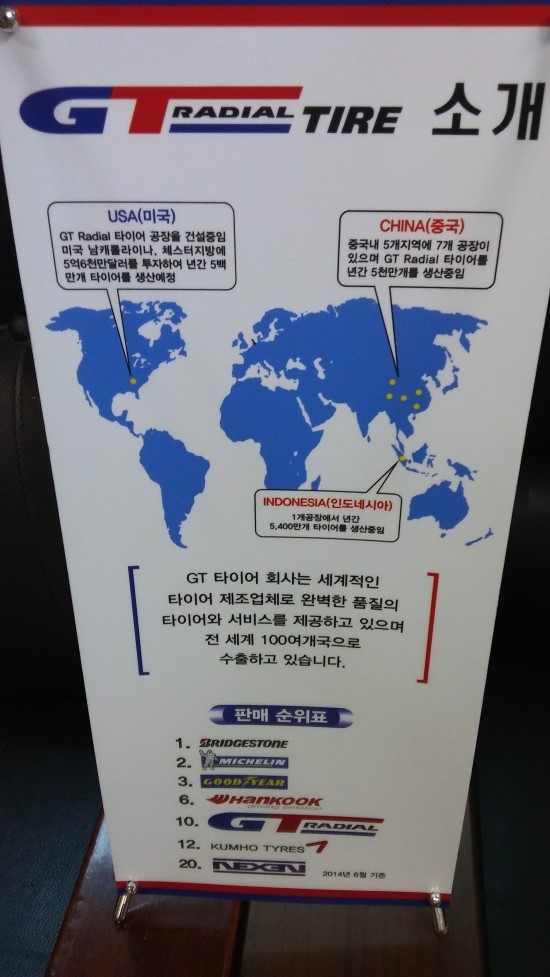 GT RADIAL TIRE 소개
USA(미국)
GT Radial 타이어 공장을 건설중임
미국 남캐롤라이나, 체스터지방에
5억6천만달러를 투자하여 년간 5백
만개 타이어를 생산예정
CHINA(중국)
중국내 5개지역에 7개 공장이
있으며 GT Radial 타이어를
년간 5천만개를 생산중임
INDONESIA(인도네시아)
1개공장에서 년간
5,400만개 타이어를 생산중임
GT 타이어 회사는 세계적인
타이어 제조업체로 완벽한 품질의
타이어와 서비스를 제공하고 있으며
전 세계 100여개국으로
수출하고 있습니다.
판매 순위표
1. BRIDGESTONE
2. MICHELIN
3. GOODYEAR
6. HANKOOK
driving emotion
10. GT RADIAL
12. KUMHO TYRES
20. NEXEN
2014년 6월 기준